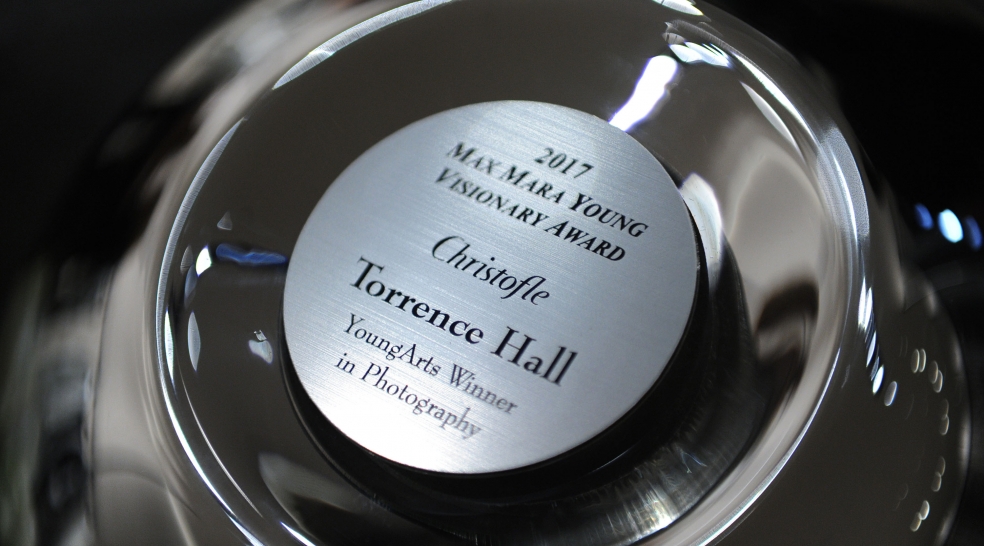 2017
MAX MARA YOUNG
VISIONARY AWARD
Christofle
Torrence Hall
YoungArts Winner
in Photography